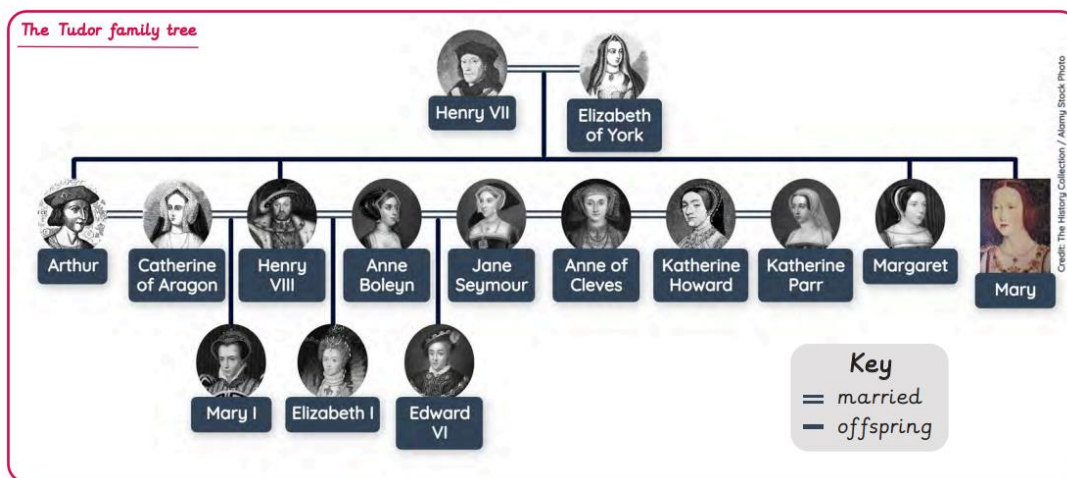 The Tudor family tree
Henry VII
Elizabeth
of York
Arthur
Catherine
of Aragon
Henry
VIII
Anne
Boleyn
Jane
Seymour
Anne of
Cleves
Katherine
Howard
Katherine
Parr
Margaret
Mary
Mary I
Elizabeth I
Edward
VI
Key
married
offspring
Credit: The History Collection / Alamy Stock Photo